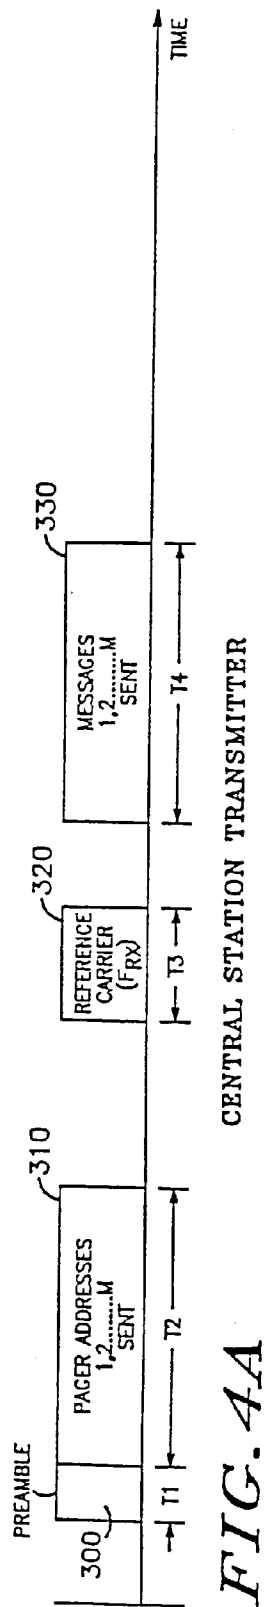 PREAMBLE
300
310
PAGER ADDRESSES
1,2.........M
SENT
320
REFERENCE
CARRIER
(FRX)
330
MESSAGES
1,2.........M
SENT
TIME
T1
T2
T3
T4
CENTRAL STATION TRANSMITTER
FIG. 4A